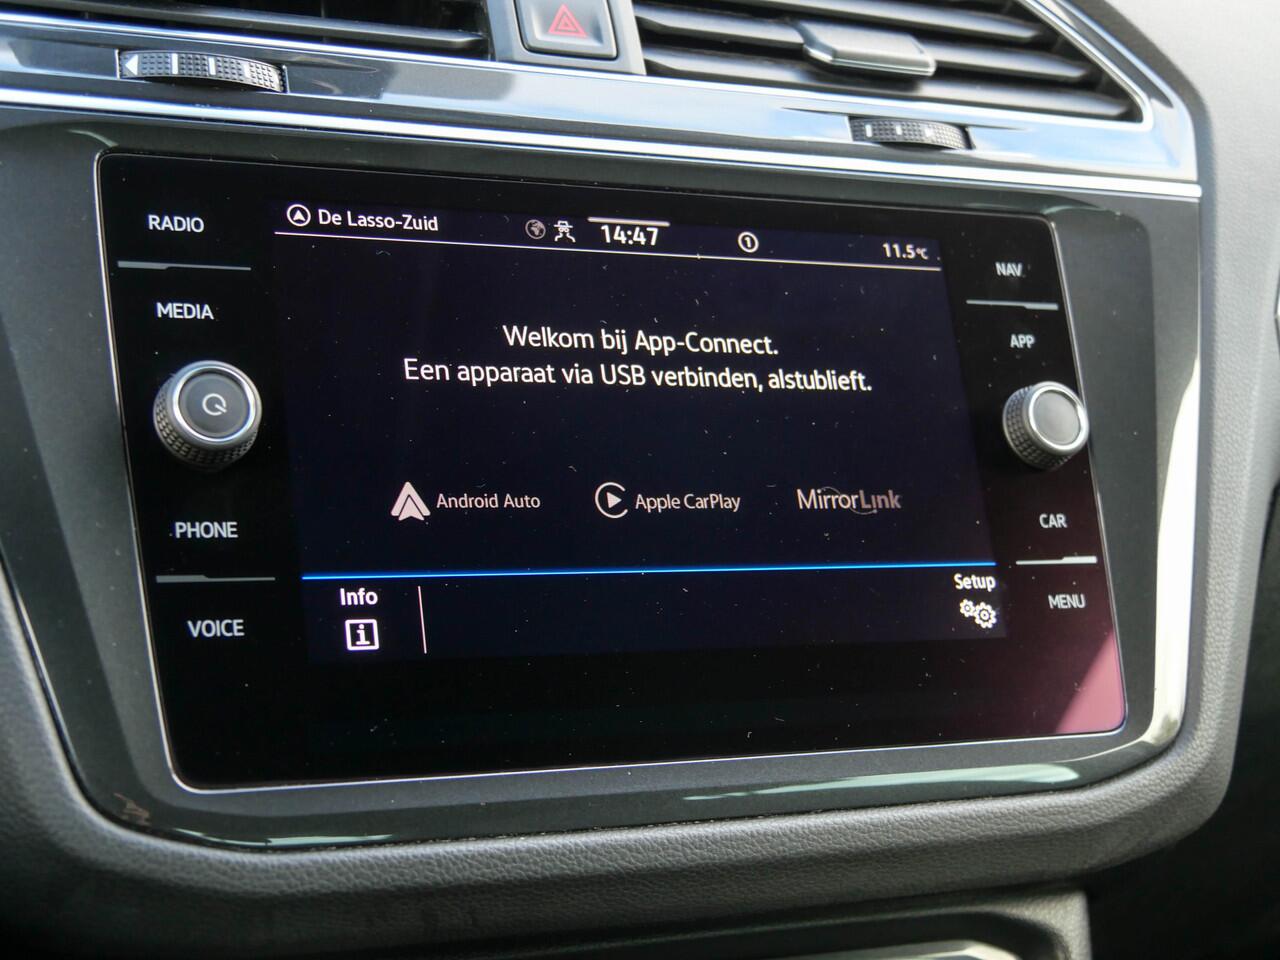 RADIO
MEDIA
PHONE
VOICE
De Lasso-Zuid
14:47
1
11.5°C
Welkom bij App-Connect.
Een apparaat via USB verbinden, alstublieft.
Android Auto
Apple CarPlay
MirrorLink
Info
i
Setup
NAV
APP
CAR
MENU